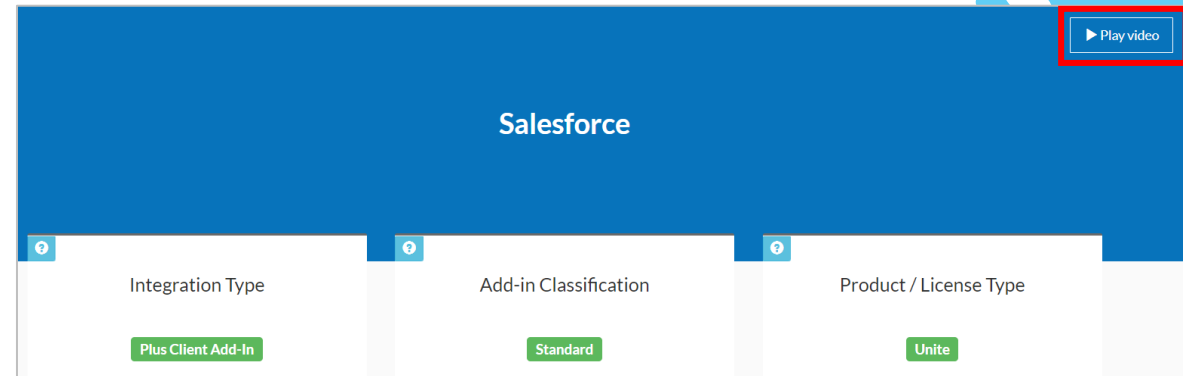 Play video
Salesforce
Integration Type
Add-in Classification
Product / License Type
Plus Client Add-In
Standard
Unite